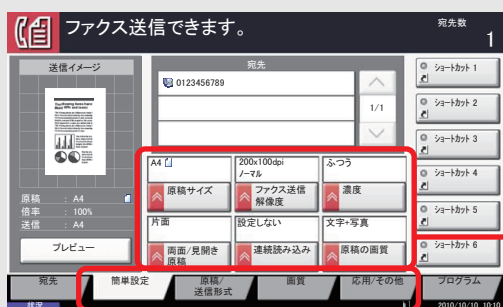 ファクス送信できます。
宛先数
1
送信イメージ
宛先
0123456789
1/1
ショートカット 1
ショートカット 2
ショートカット 3
ショートカット 4
ショートカット 5
ショートカット 6
A4
原稿サイズ
200x100dpi
ノーマル
ファクス送信
解像度
ふつう
濃度
片面
両面/見開き
原稿
設定しない
連続読み込み
文字+写真
原稿の画質
原稿 : A4
倍率 : 100%
送信 : A4
プレビュー
宛先
簡単設定
原稿/
送信形式
画質
応用/その他
プログラム
状況
2010/10/10 10:10